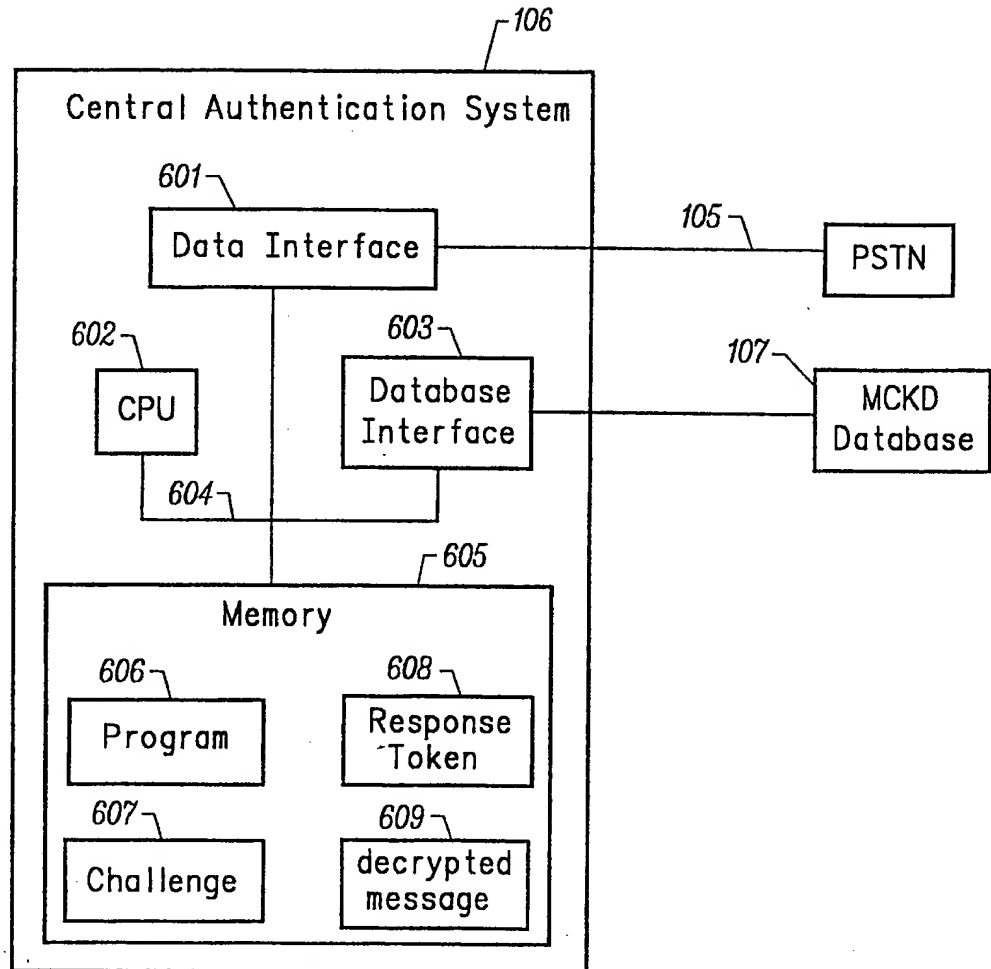 106
Central Authentication System
601
Data Interface
105
PSTN
602
CPU
603
Database
Interface
107
MCKD
Database
604
605
Memory
606
Program
608
Response
Token
607
Challenge
609
decrypted
message